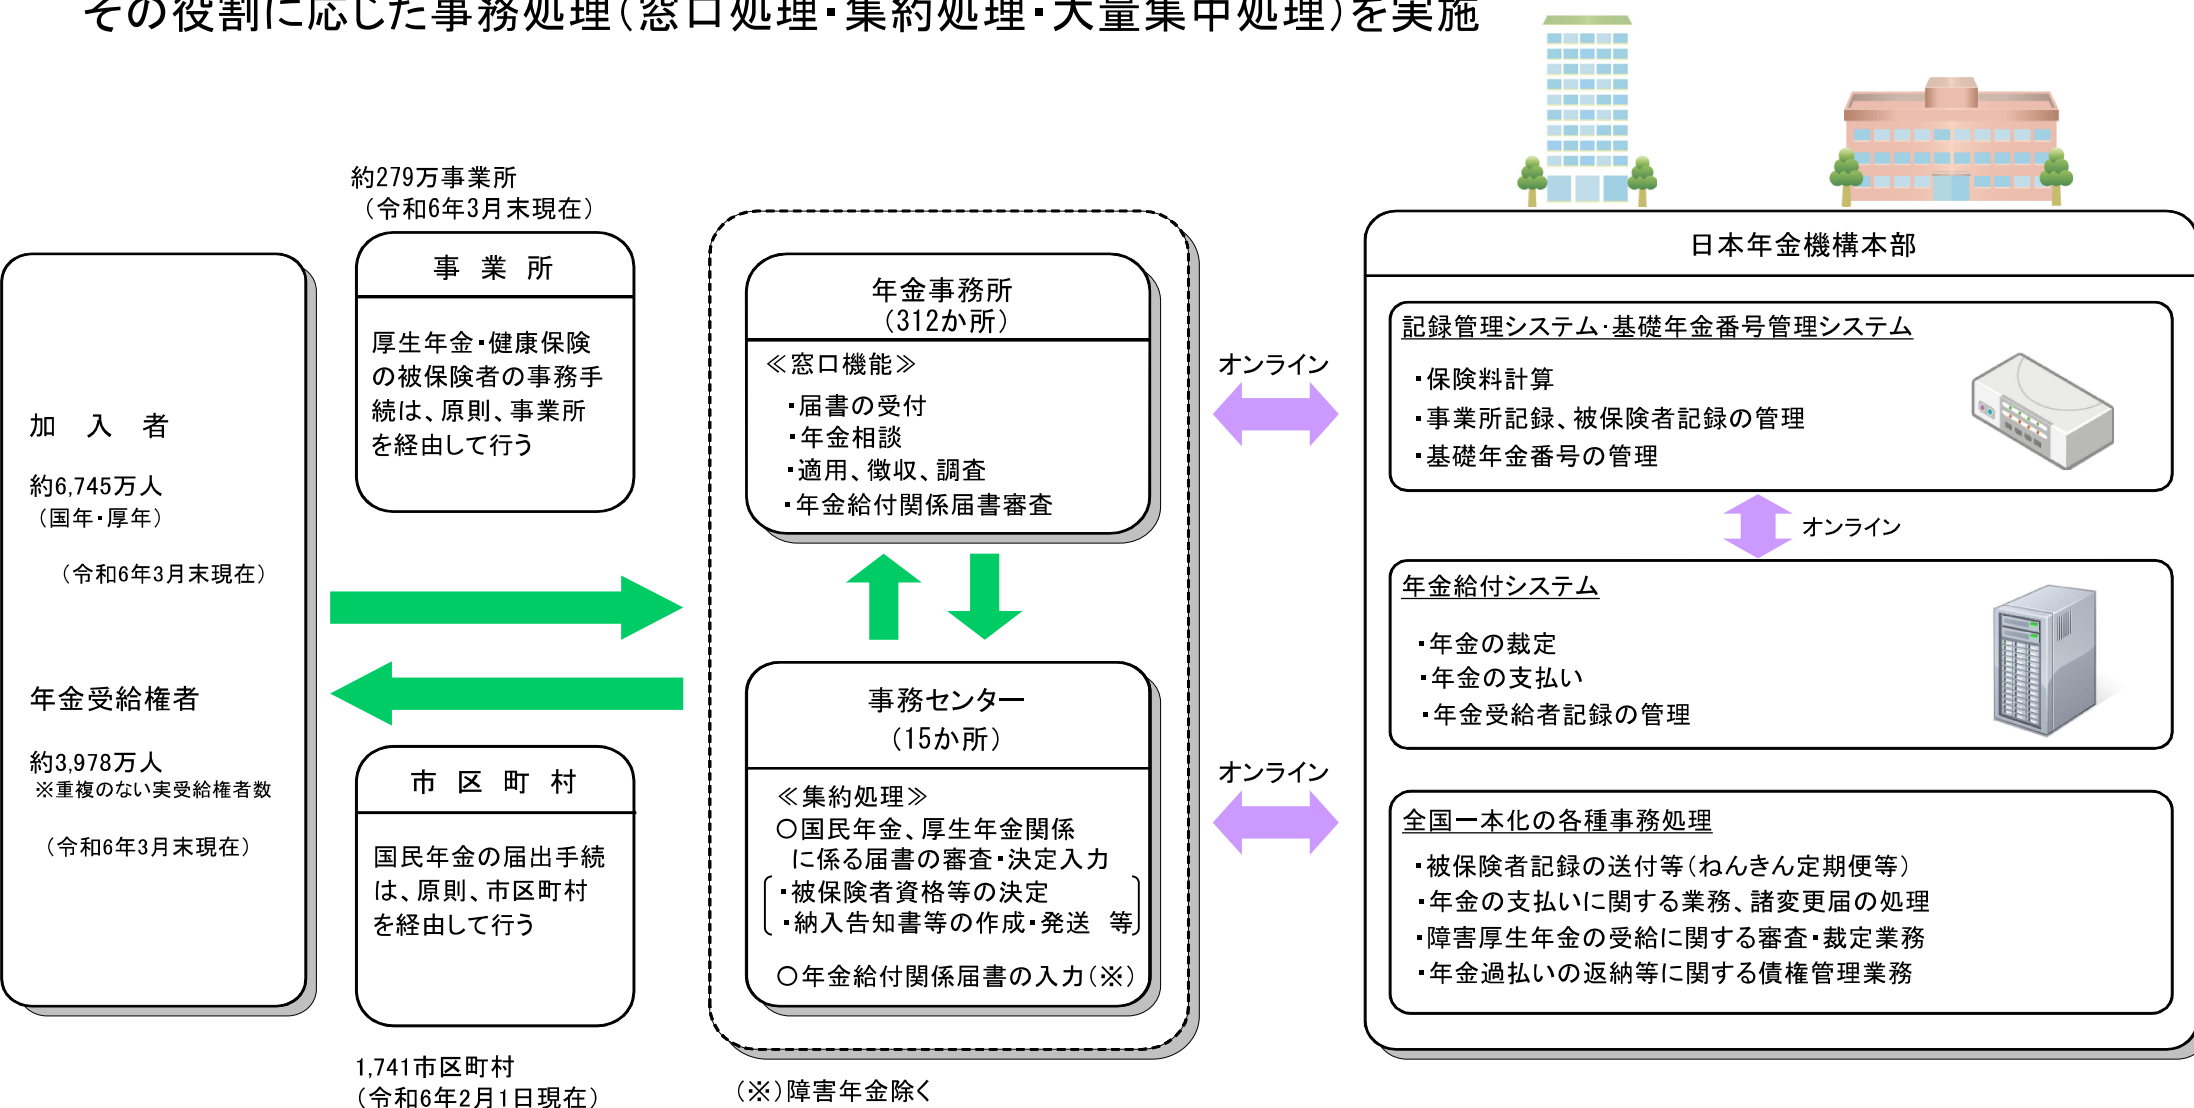 その役割に応じた事務処理（窓口処理・集約処理・大量集中処理）を実施
加　入　者
約6,745万人
（国年・厚年）
（令和6年3月末現在）
年金受給権者
約3,978万人
※重複のない実受給権者数
（令和6年3月末現在）
約279万事業所
（令和6年3月末現在）
事　業　所
厚生年金・健康保険
の被保険者の事務手
続は、原則、事業所
を経由して行う
市　区　町　村
国民年金の届出手続
は、原則、市区町村
を経由して行う
1,741市区町村
（令和6年2月1日現在）
年金事務所
（312か所）
≪窓口機能≫
・届書の受付
・年金相談
・適用、徴収、調査
・年金給付関係届書審査
事務センター
（15か所）
≪集約処理≫
○国民年金、厚生年金関係
に係る届書の審査・決定入力
・被保険者資格等の決定
・納入告知書等の作成・発送　等
○年金給付関係届書の入力（※）
（※）障害年金除く
オンライン
オンライン
日本年金機構本部
記録管理システム・基礎年金番号管理システム
・保険料計算
・事業所記録、被保険者記録の管理
・基礎年金番号の管理
オンライン
年金給付システム
・年金の裁定
・年金の支払い
・年金受給者記録の管理
全国一本化の各種事務処理
・被保険者記録の送付等（ねんきん定期便等）
・年金の支払いに関する業務、諸変更届の処理
・障害厚生年金の受給に関する審査・裁定業務
・年金過払いの返納等に関する債権管理業務